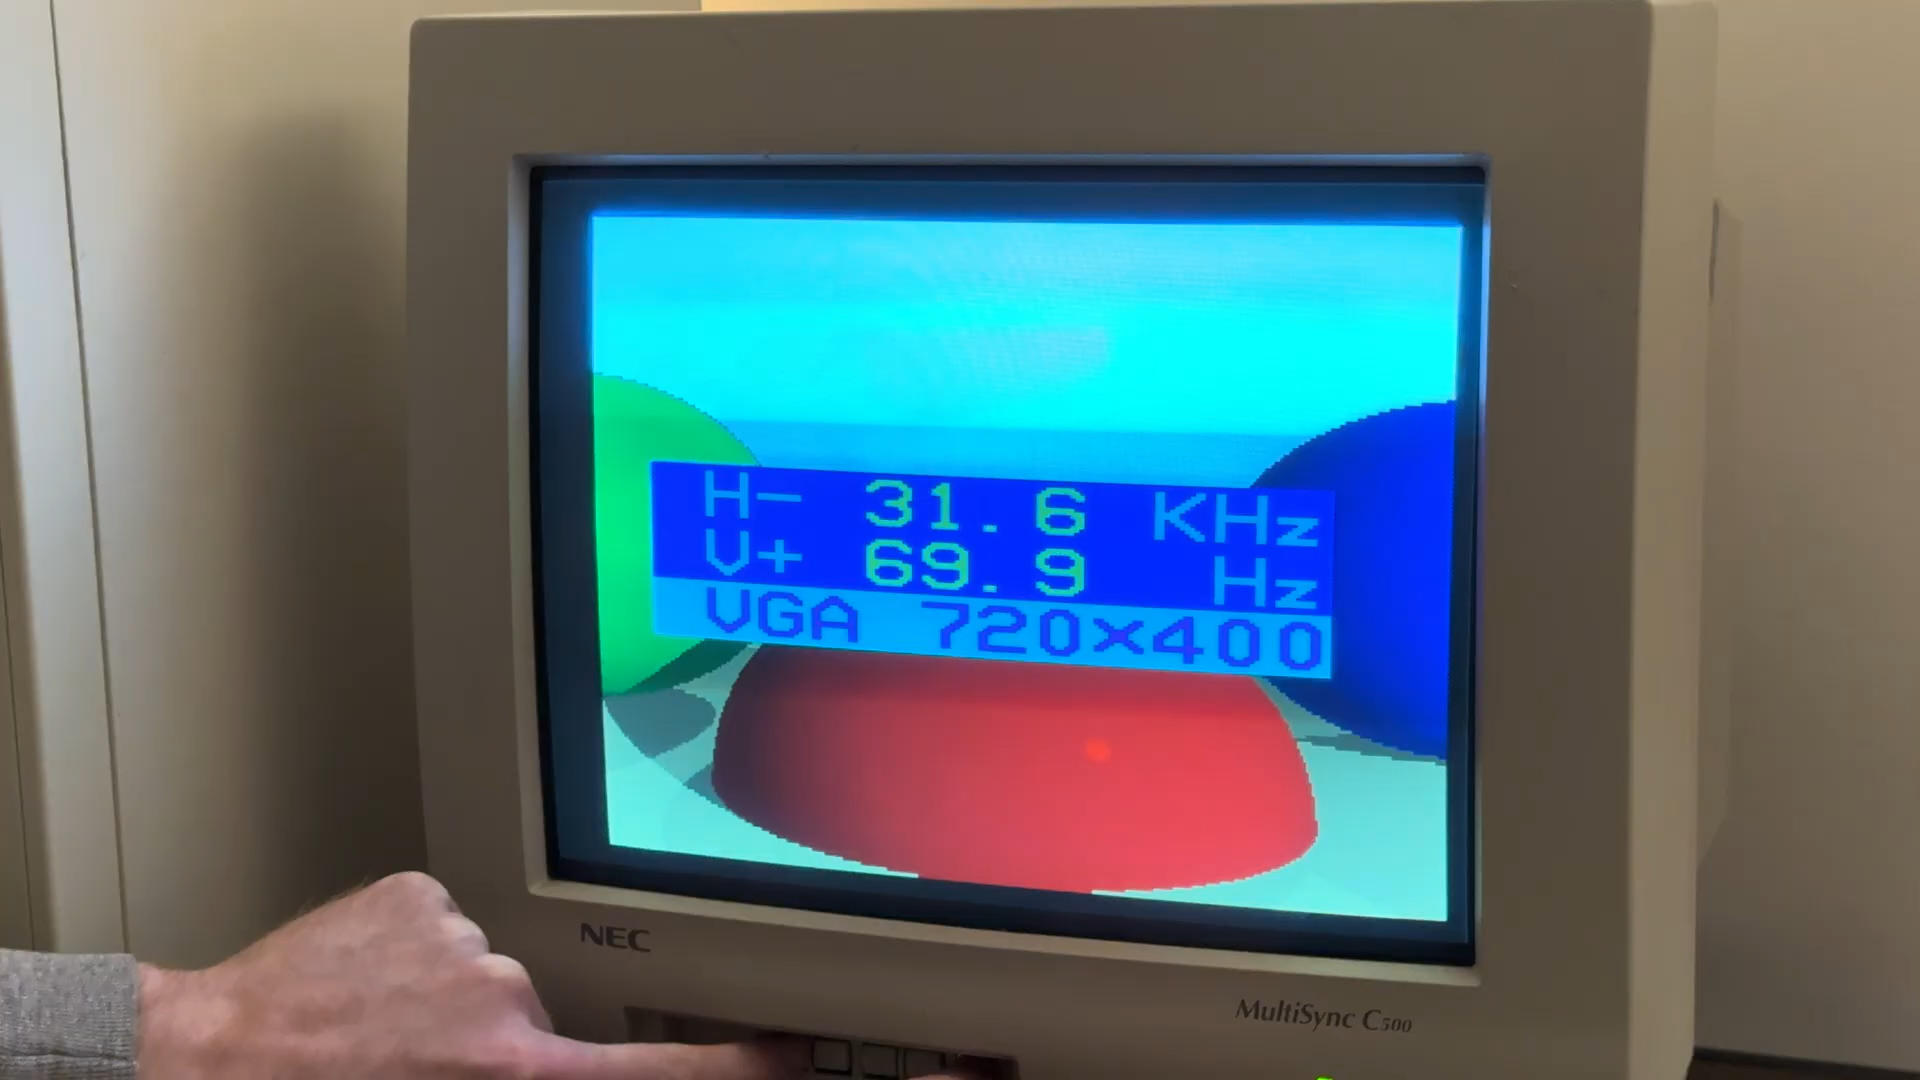 H- 31.6 KHz
V+ 69.9 Hz
VGA 720x400
NEC
MultiSync C500